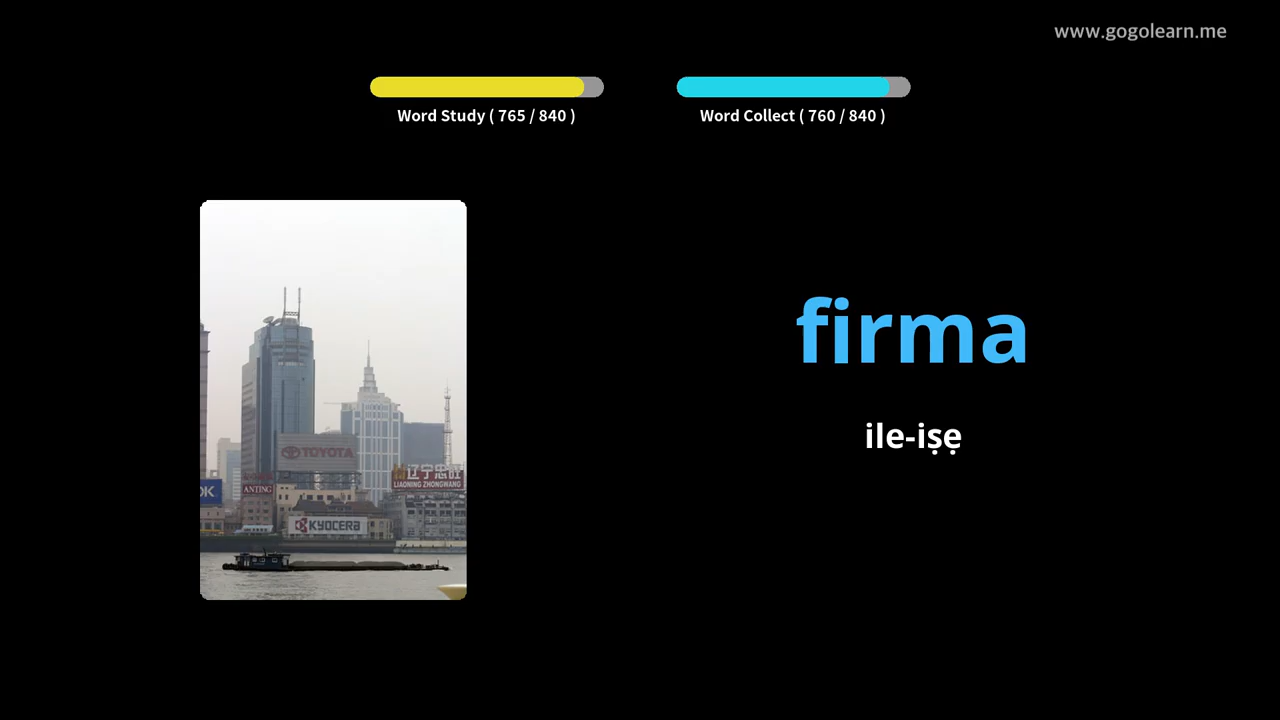 www.gogolearn.me
Word Study ( 765 / 840 )
Word Collect ( 760 / 840 )
firma
ile-iṣẹ
TOYOTA
辽宁忠旺
LIAONING ZHONGWANG
OK
ANTING
KYOCERA